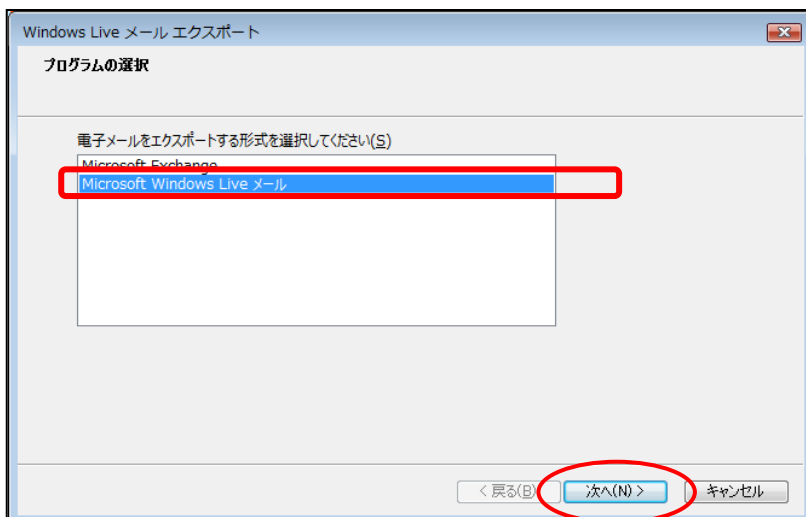 Windows Live メール エクスポート
プログラムの選択
電子メールをエクスポートする形式を選択してください(S)
Microsoft Exchange
Microsoft Windows Live メール
< 戻る(B)
次へ(N) >
キャンセル